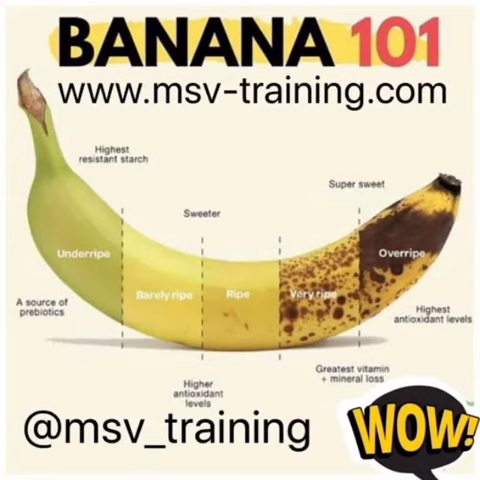 BANANA 101
www.msv-training.com
Highest
resistant starch
Super sweet
Sweeter
Underripe
Overripe
Barely ripe
Ripe
Very ripe
A source of
prebiotics
Highest
antioxidant levels
Greatest vitamin
+ mineral loss
Higher
antioxidant
levels
@msv_training
WOW!